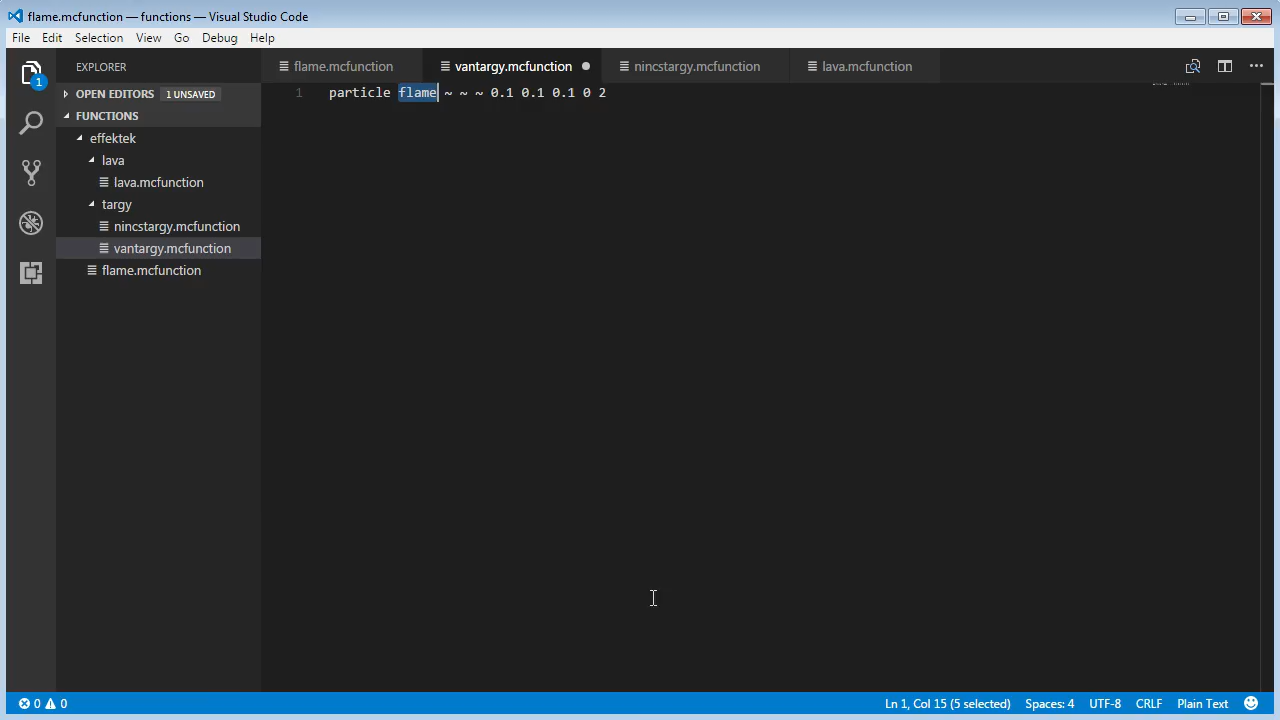 flame.mcfunction — functions — Visual Studio Code
File Edit Selection View Go Debug Help
1
EXPLORER
OPEN EDITORS 1 UNSAVED
FUNCTIONS
effektek
lava
lava.mcfunction
targy
nincstargy.mcfunction
vantargy.mcfunction
flame.mcfunction
flame.mcfunction vantargy.mcfunction nincstargy.mcfunction lava.mcfunction
1 particle flame ~ ~ ~ 0.1 0.1 0.1 0 2
0 0 Ln 1, Col 15 (5 selected) Spaces: 4 UTF-8 CRLF Plain Text